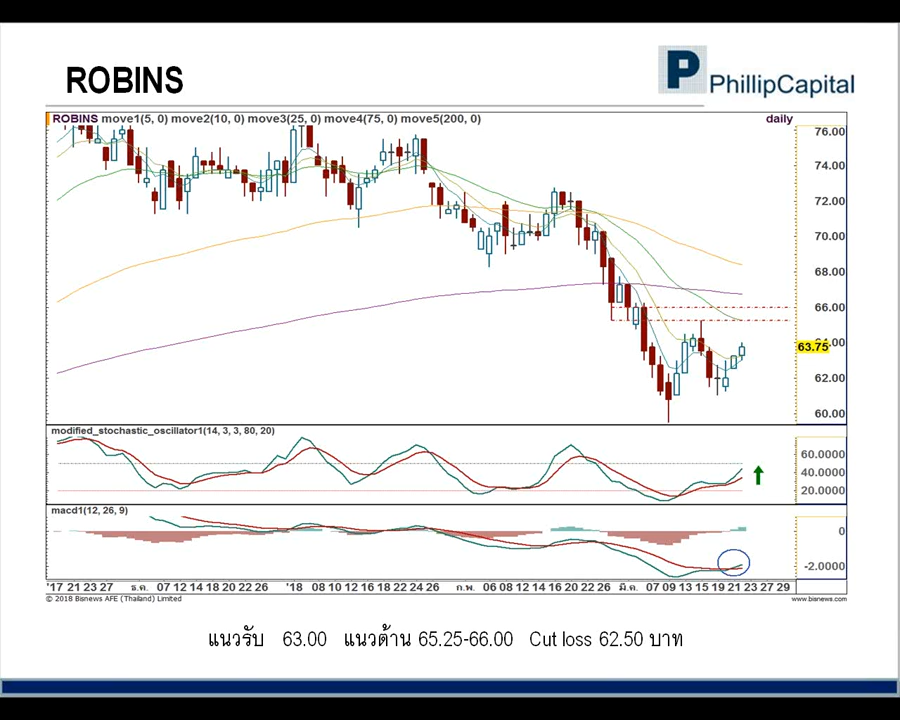 ROBINS
P PhillipCapital
ROBINS move1(5, 0) move2(10, 0) move3(25, 0) move4(75, 0) move5(200, 0) daily
76.00
74.00
72.00
70.00
68.00
66.00
63.75
62.00
60.00
modified_stochastic_oscillator1(14, 3, 3, 80, 20)
60.0000
40.0000
20.0000
macd1(12, 26, 9)
0
-2.0000
'17 21 23 27 ธ.ค. 07 12 14 18 20 22 26 '18 08 10 12 16 18 22 24 26 ก.พ. 06 08 12 14 16 20 22 26 มี.ค. 07 09 13 15 19 21 23 27 29
© 2018 Bisnews AFE (Thailand) Limited www.bisnews.com
แนวรับ 63.00 แนวต้าน 65.25-66.00 Cut loss 62.50 บาท